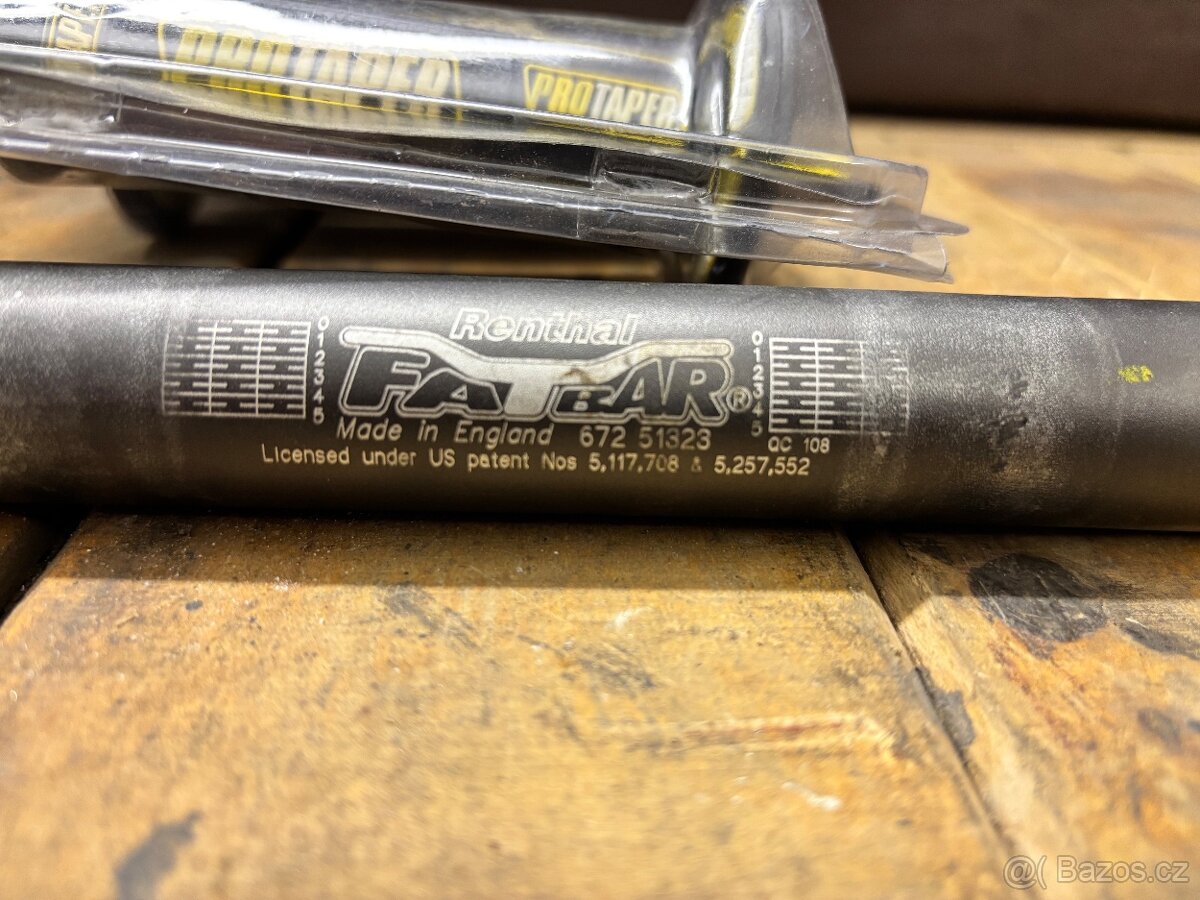 PROTAPER
PROTAPER
Renthal
FATBAR®
0 1 2 3 4 5
0 1 2 3 4 5
Made in England 672 51323
QC 108
Licensed under US patent Nos 5,117,708 & 5,257,552
@( Bazos.cz